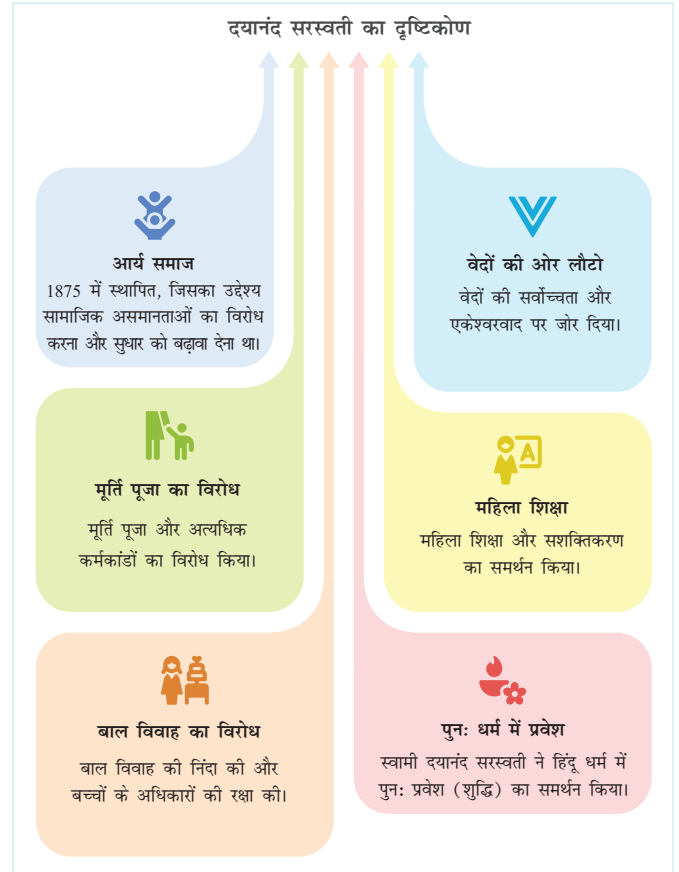 दयानंद सरस्वती का दृष्टिकोण
आर्य समाज
1875 में स्थापित, जिसका उद्देश्य
सामाजिक असमानताओं का विरोध
करना और सुधार को बढ़ावा देना था।
वेदों की ओर लौटो
वेदों की सर्वोच्चता और
एकेश्वरवाद पर जोर दिया।
मूर्ति पूजा का विरोध
मूर्ति पूजा और अत्यधिक
कर्मकांडों का विरोध किया।
A
महिला शिक्षा
महिला शिक्षा और सशक्तिकरण
का समर्थन किया।
बाल विवाह का विरोध
बाल विवाह की निंदा की और
बच्चों के अधिकारों की रक्षा की।
पुनः धर्म में प्रवेश
स्वामी दयानंद सरस्वती ने हिंदू धर्म में
पुनः प्रवेश (शुद्धि) का समर्थन किया।